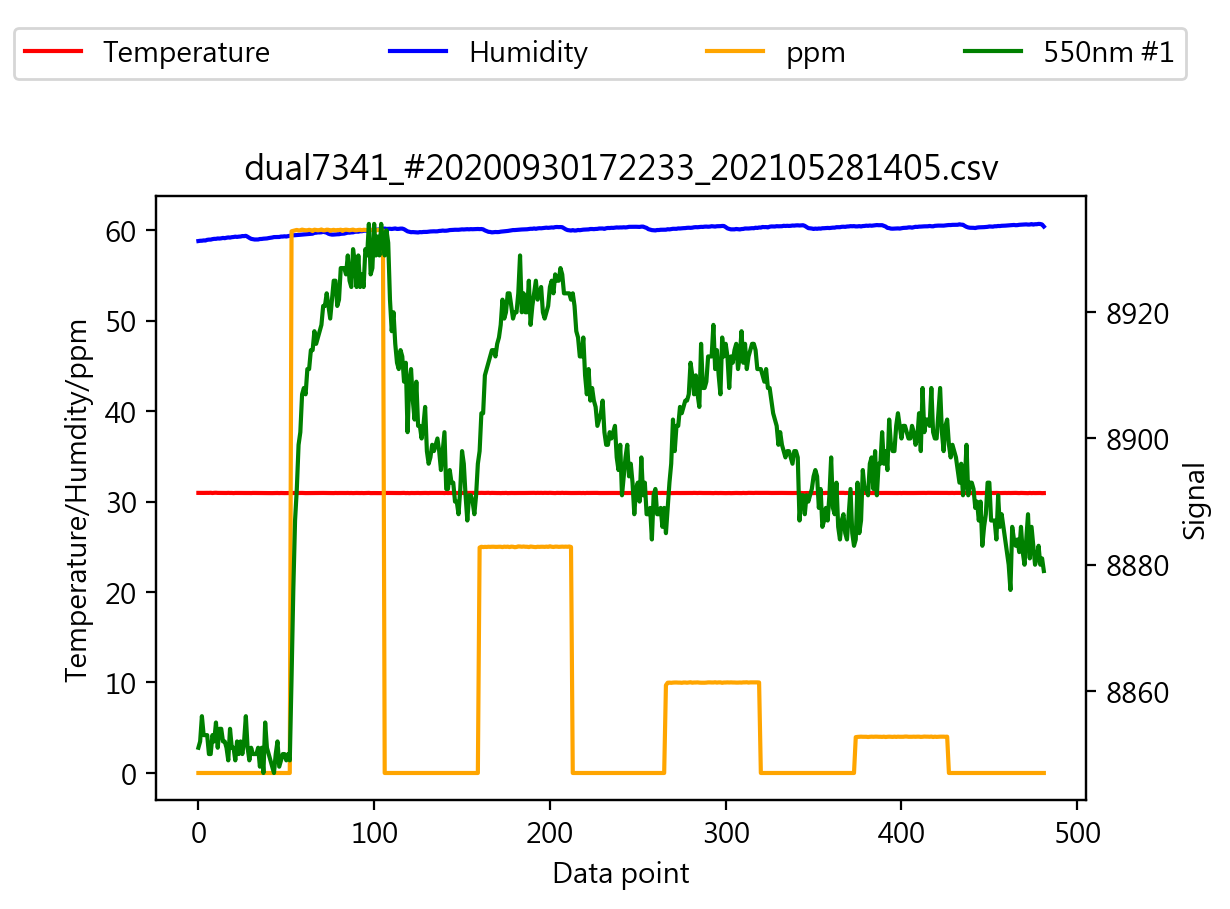 Temperature Humidity ppm 550nm #1
dual7341_#20200930172233_202105281405.csv
Temperature/Humdity/ppm
60
50
40
30
20
10
0
8920
8900
8880
8860
Signal
0 100 200 300 400 500
Data point